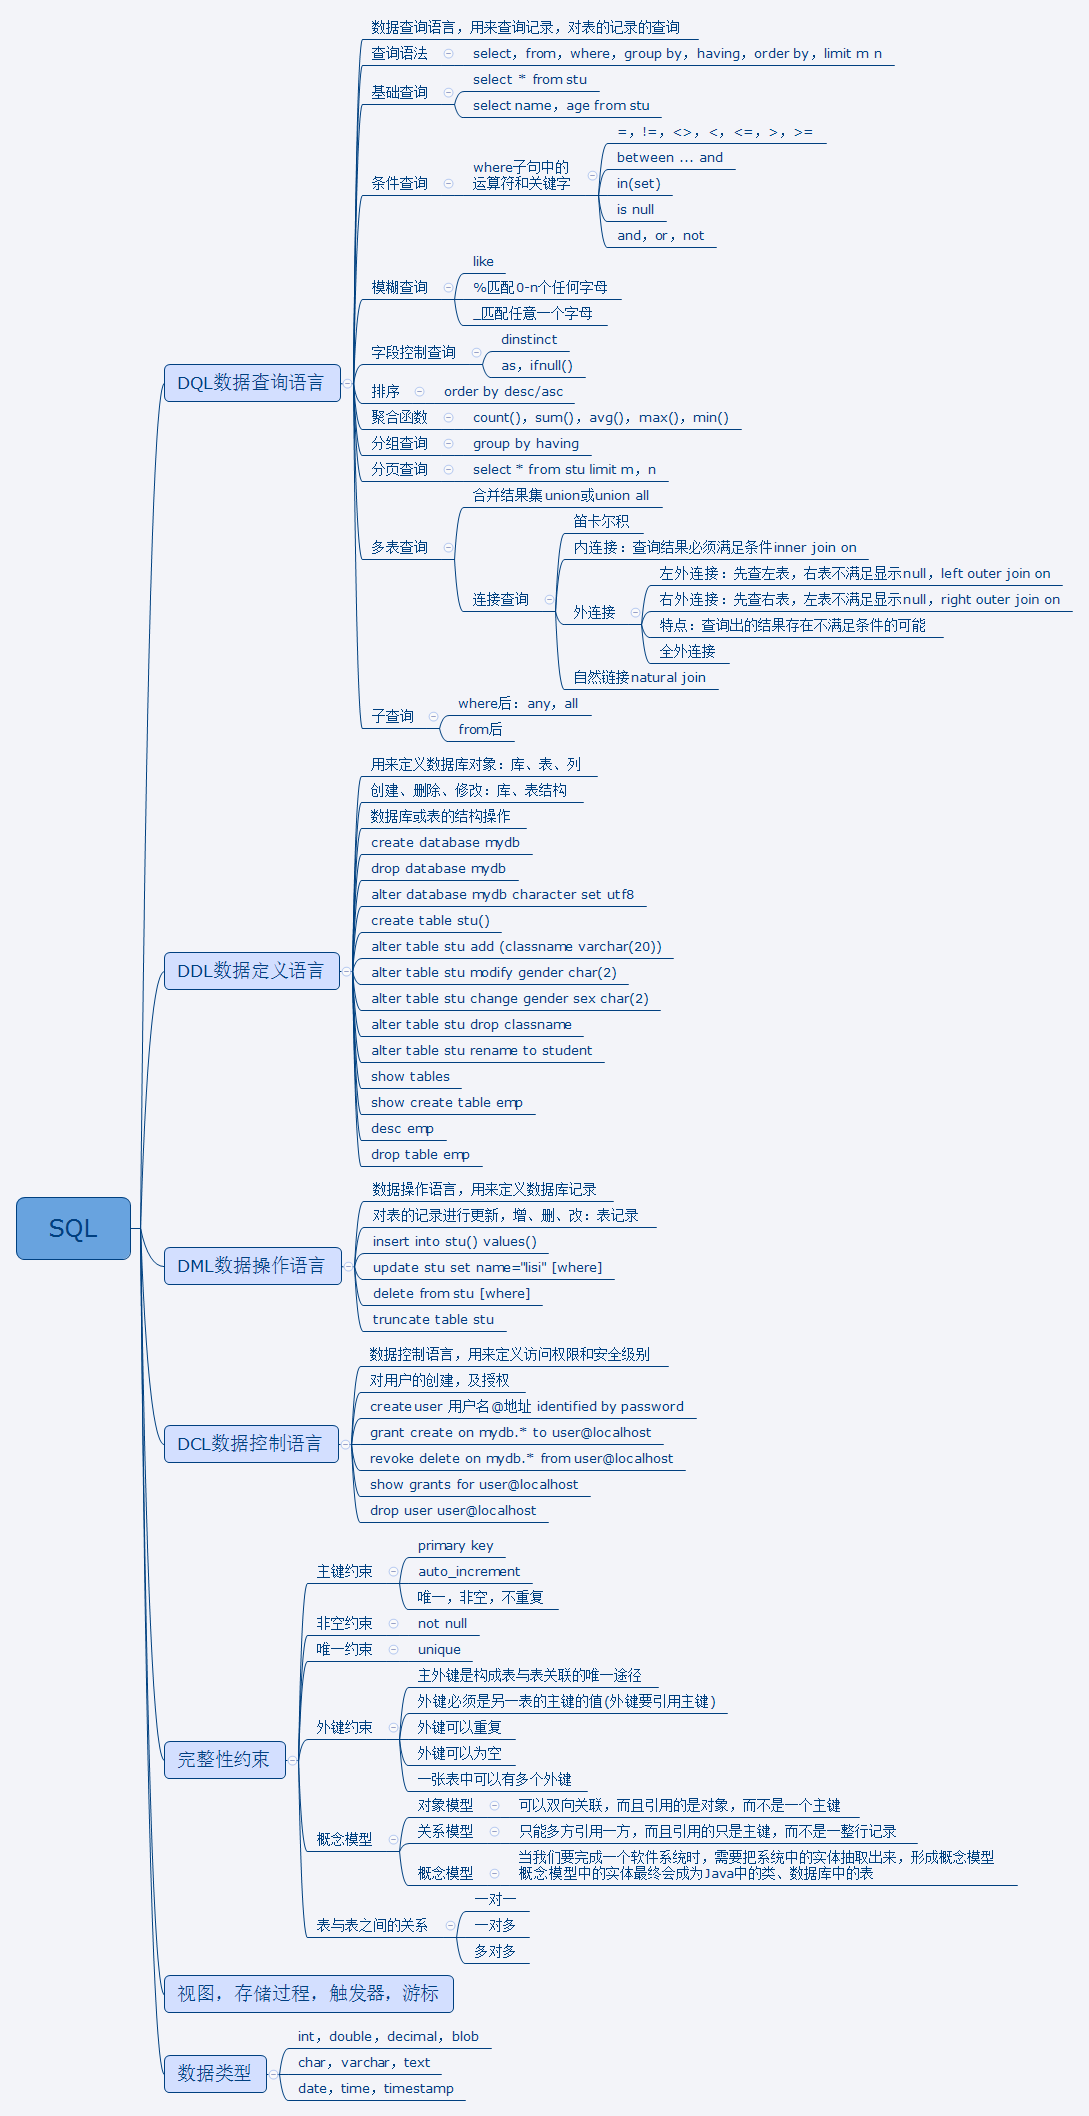 SQL
DQL数据查询语言
数据查询语言，用来查询记录，对表的记录的查询
查询语法
select，from，where，group by，having，order by，limit m n
基础查询
select * from stu
select name，age from stu
条件查询
where子句中的
运算符和关键字
=，!=，<>，<，<=，>，>=
between ... and
in(set)
is null
and，or，not
模糊查询
like
%匹配0-n个任何字母
_匹配任意一个字母
字段控制查询
dinstinct
as，ifnull()
排序
order by desc/asc
聚合函数
count()，sum()，avg()，max()，min()
分组查询
group by having
分页查询
select * from stu limit m，n
多表查询
合并结果集union或union all
连接查询
笛卡尔积
内连接：查询结果必须满足条件inner join on
外连接
左外连接：先查左表，右表不满足显示null，left outer join on
右外连接：先查右表，左表不满足显示null，right outer join on
特点：查询出的结果存在不满足条件的可能
全外连接
自然链接natural join
子查询
where后：any，all
from后
DDL数据定义语言
用来定义数据库对象：库、表、列
创建、删除、修改：库、表结构
数据库或表的结构操作
create database mydb
drop database mydb
alter database mydb character set utf8
create table stu()
alter table stu add (classname varchar(20))
alter table stu modify gender char(2)
alter table stu change gender sex char(2)
alter table stu drop classname
alter table stu rename to student
show tables
show create table emp
desc emp
drop table emp
DML数据操作语言
数据操作语言，用来定义数据库记录
对表的记录进行更新，增、删、改：表记录
insert into stu() values()
update stu set name="lisi" [where]
delete from stu [where]
truncate table stu
DCL数据控制语言
数据控制语言，用来定义访问权限和安全级别
对用户的创建，及授权
create user 用户名@地址 identified by password
grant create on mydb.* to user@localhost
revoke delete on mydb.* from user@localhost
show grants for user@localhost
drop user user@localhost
完整性约束
主键约束
primary key
auto_increment
唯一，非空，不重复
非空约束
not null
唯一约束
unique
外键约束
主外键是构成表与表关联的唯一途径
外键必须是另一表的主键的值(外键要引用主键)
外键可以重复
外键可以为空
一张表中可以有多个外键
概念模型
对象模型
可以双向关联，而且引用的是对象，而不是一个主键
关系模型
只能多方引用一方，而且引用的只是主键，而不是一整行记录
概念模型
当我们要完成一个软件系统时，需要把系统中的实体抽取出来，形成概念模型
概念模型中的实体最终会成为Java中的类、数据库中的表
表与表之间的关系
一对一
一对多
多对多
视图，存储过程，触发器，游标
数据类型
int，double，decimal，blob
char，varchar，text
date，time，timestamp